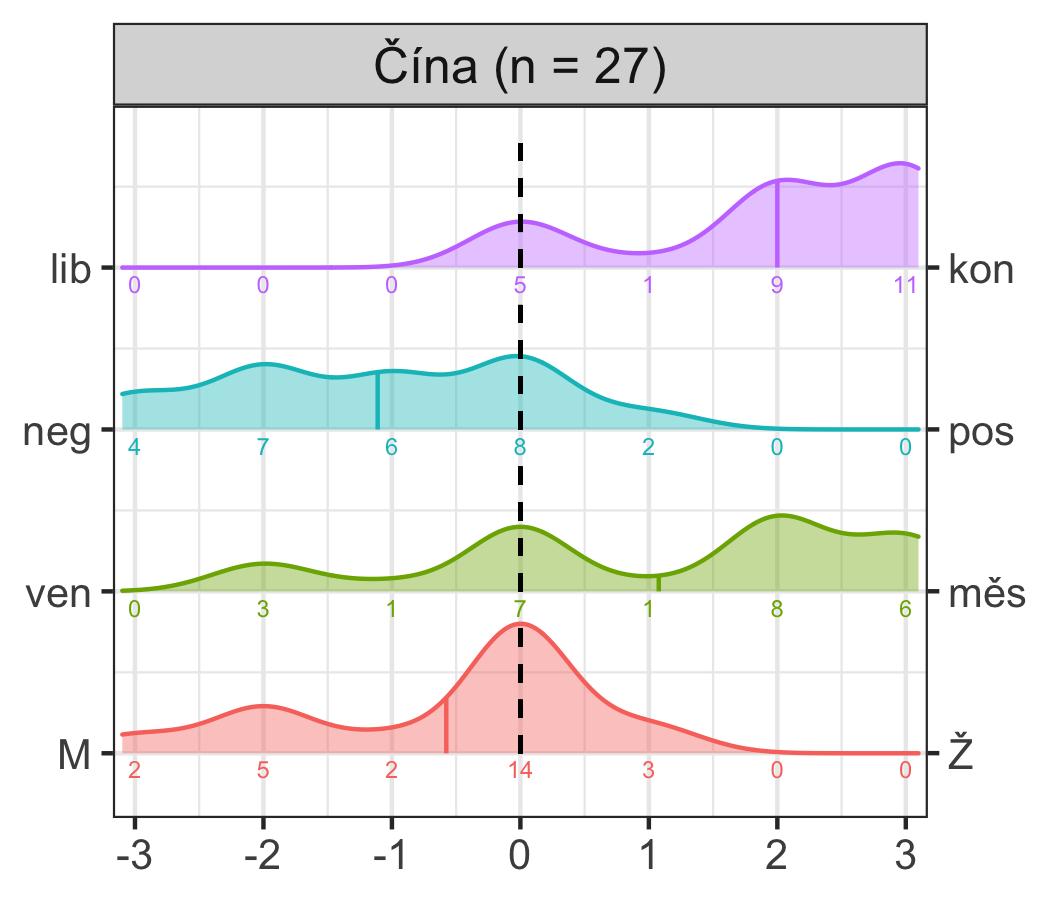 Čína (n = 27)
lib kon
0 0 0 5 1 9 11
neg pos
4 7 6 8 2 0 0
ven měs
0 3 1 7 1 8 6
M Ž
2 5 2 14 3 0 0
-3 -2 -1 0 1 2 3